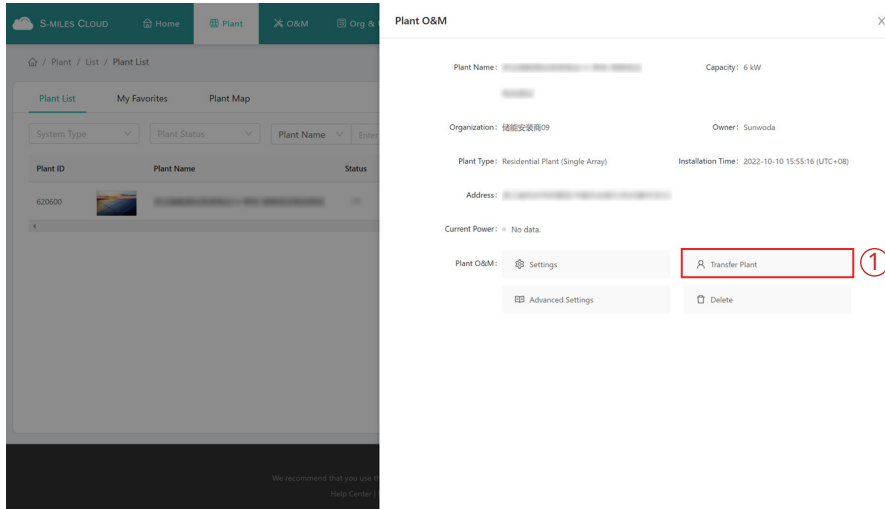 S-MILES CLOUD
Home
Plant
O&M
Org &
/ Plant / List / Plant List
Plant List
My Favorites
Plant Map
System Type
Plant Status
Plant Name
Enter
Plant ID
Plant Name
Status
620600
We recommend that you use th
Help Center |
Plant O&M
Plant Name:
Capacity: 6 kW
Organization: 储能安装商09
Owner: Sunwoda
Plant Type: Residential Plant (Single Array)
Installation Time: 2022-10-10 15:55:16 (UTC+08)
Address:
Current Power: No data.
Plant O&M:
Settings
Transfer Plant
①
Advanced Settings
Delete